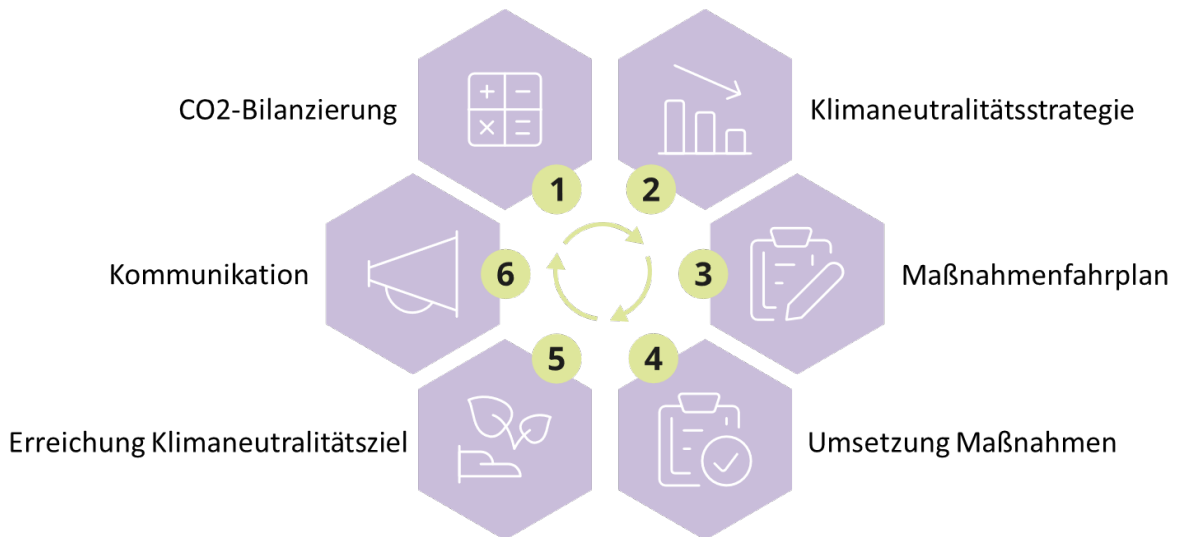 CO2-Bilanzierung
1
Klimaneutralitätsstrategie
2
Maßnahmenfahrplan
3
Umsetzung Maßnahmen
4
Erreichung Klimaneutralitätsziel
5
Kommunikation
6